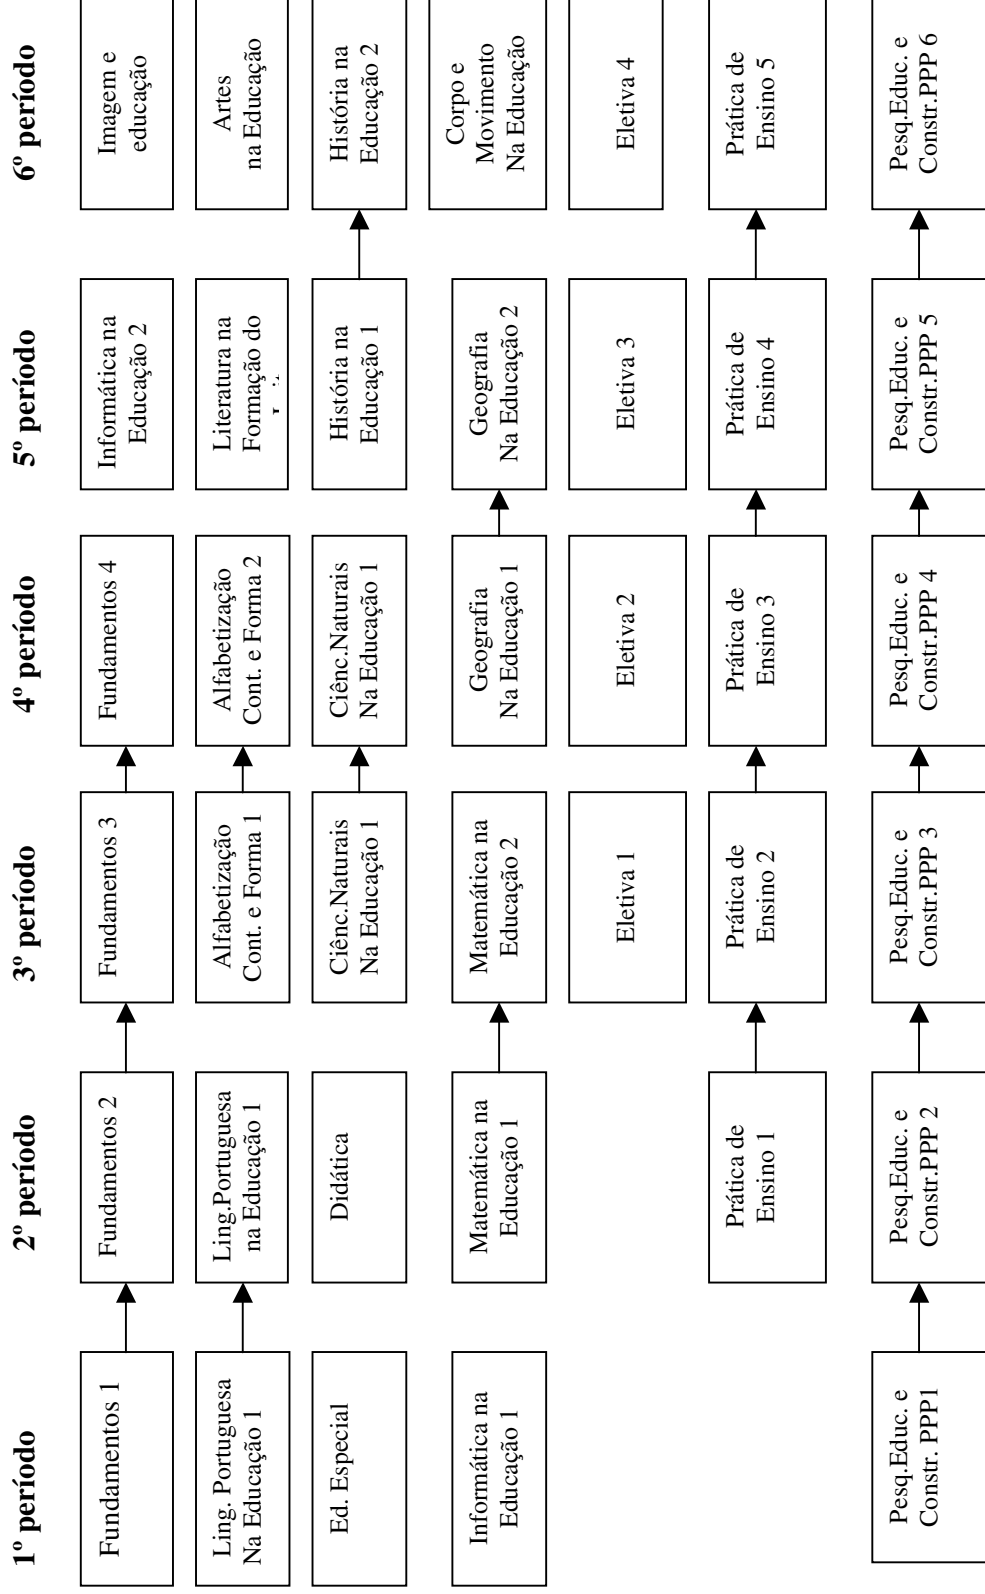 1º período
Fundamentos 1
Ling. Portuguesa
Na Educação 1
Ed. Especial
Informática na
Educação 1
Pesq.Educ. e
Constr. PPP1
2º período
Fundamentos 2
Ling.Portuguesa
na Educação 1
Didática
Matemática na
Educação 1
Prática de
Ensino 1
Pesq.Educ. e
Constr.PPP 2
3º período
Fundamentos 3
Alfabetização
Cont. e Forma 1
Ciênc.Naturais
Na Educação 1
Matemática na
Educação 2
Eletiva 1
Prática de
Ensino 2
Pesq.Educ. e
Constr.PPP 3
4º período
Fundamentos 4
Alfabetização
Cont. e Forma 2
Ciênc.Naturais
Na Educação 1
Geografia
Na Educação 1
Eletiva 2
Prática de
Ensino 3
Pesq.Educ. e
Constr.PPP 4
5º período
Informática na
Educação 2
Literatura na
Formação do
História na
Educação 1
Geografia
Na Educação 2
Eletiva 3
Prática de
Ensino 4
Pesq.Educ. e
Constr.PPP 5
6º período
Imagem e
educação
Artes
na Educação
História na
Educação 2
Corpo e
Movimento
Na Educação
Eletiva 4
Prática de
Ensino 5
Pesq.Educ. e
Constr.PPP 6